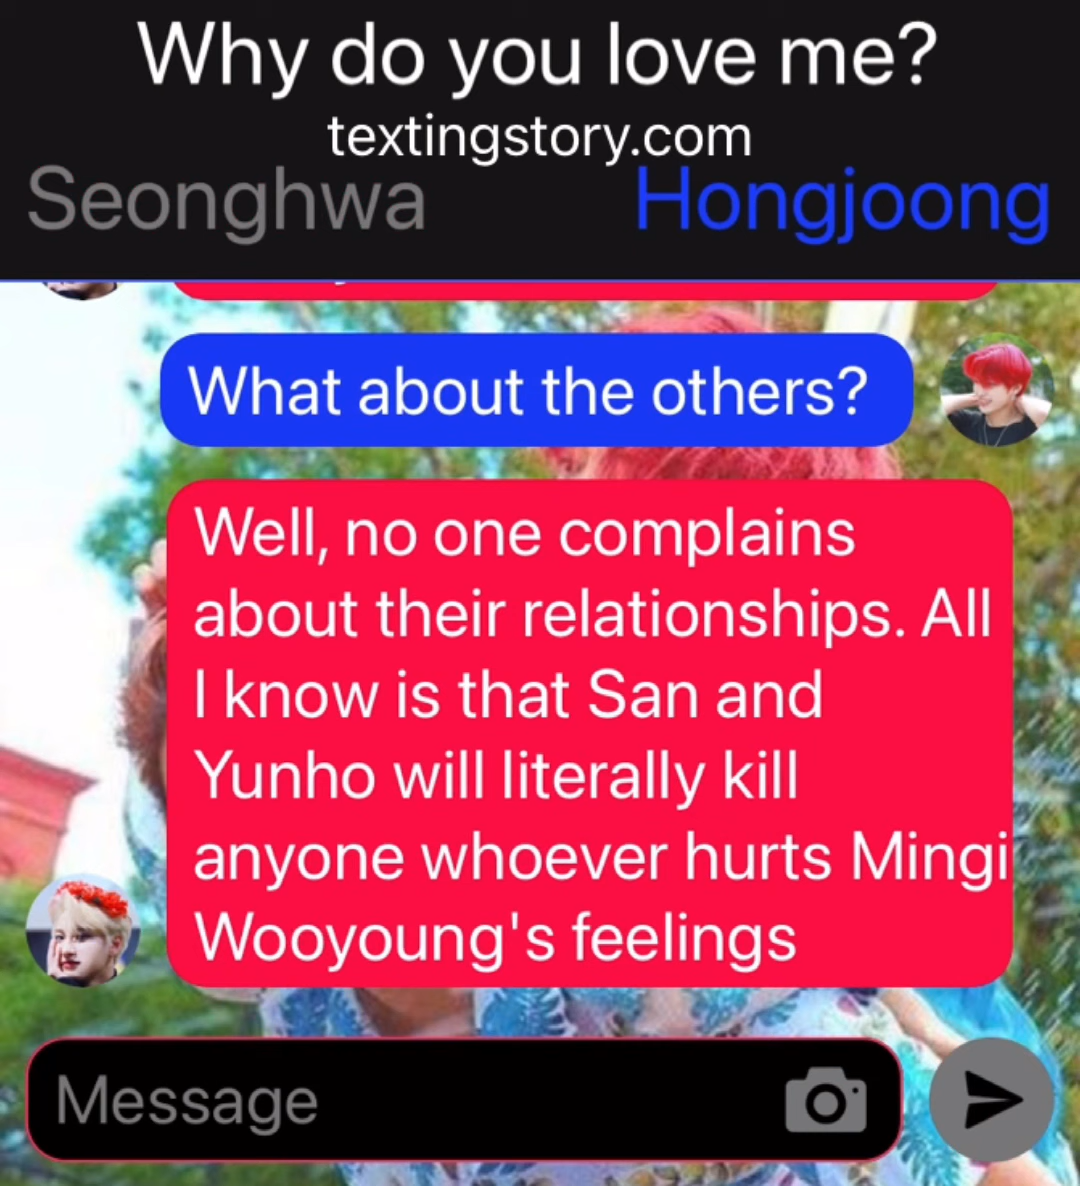 Why do you love me?
textingstory.com
Seonghwa Hongjoong
What about the others?
Well, no one complains
about their relationships. All
I know is that San and
Yunho will literally kill
anyone whoever hurts Mingi
Wooyoung's feelings
Message